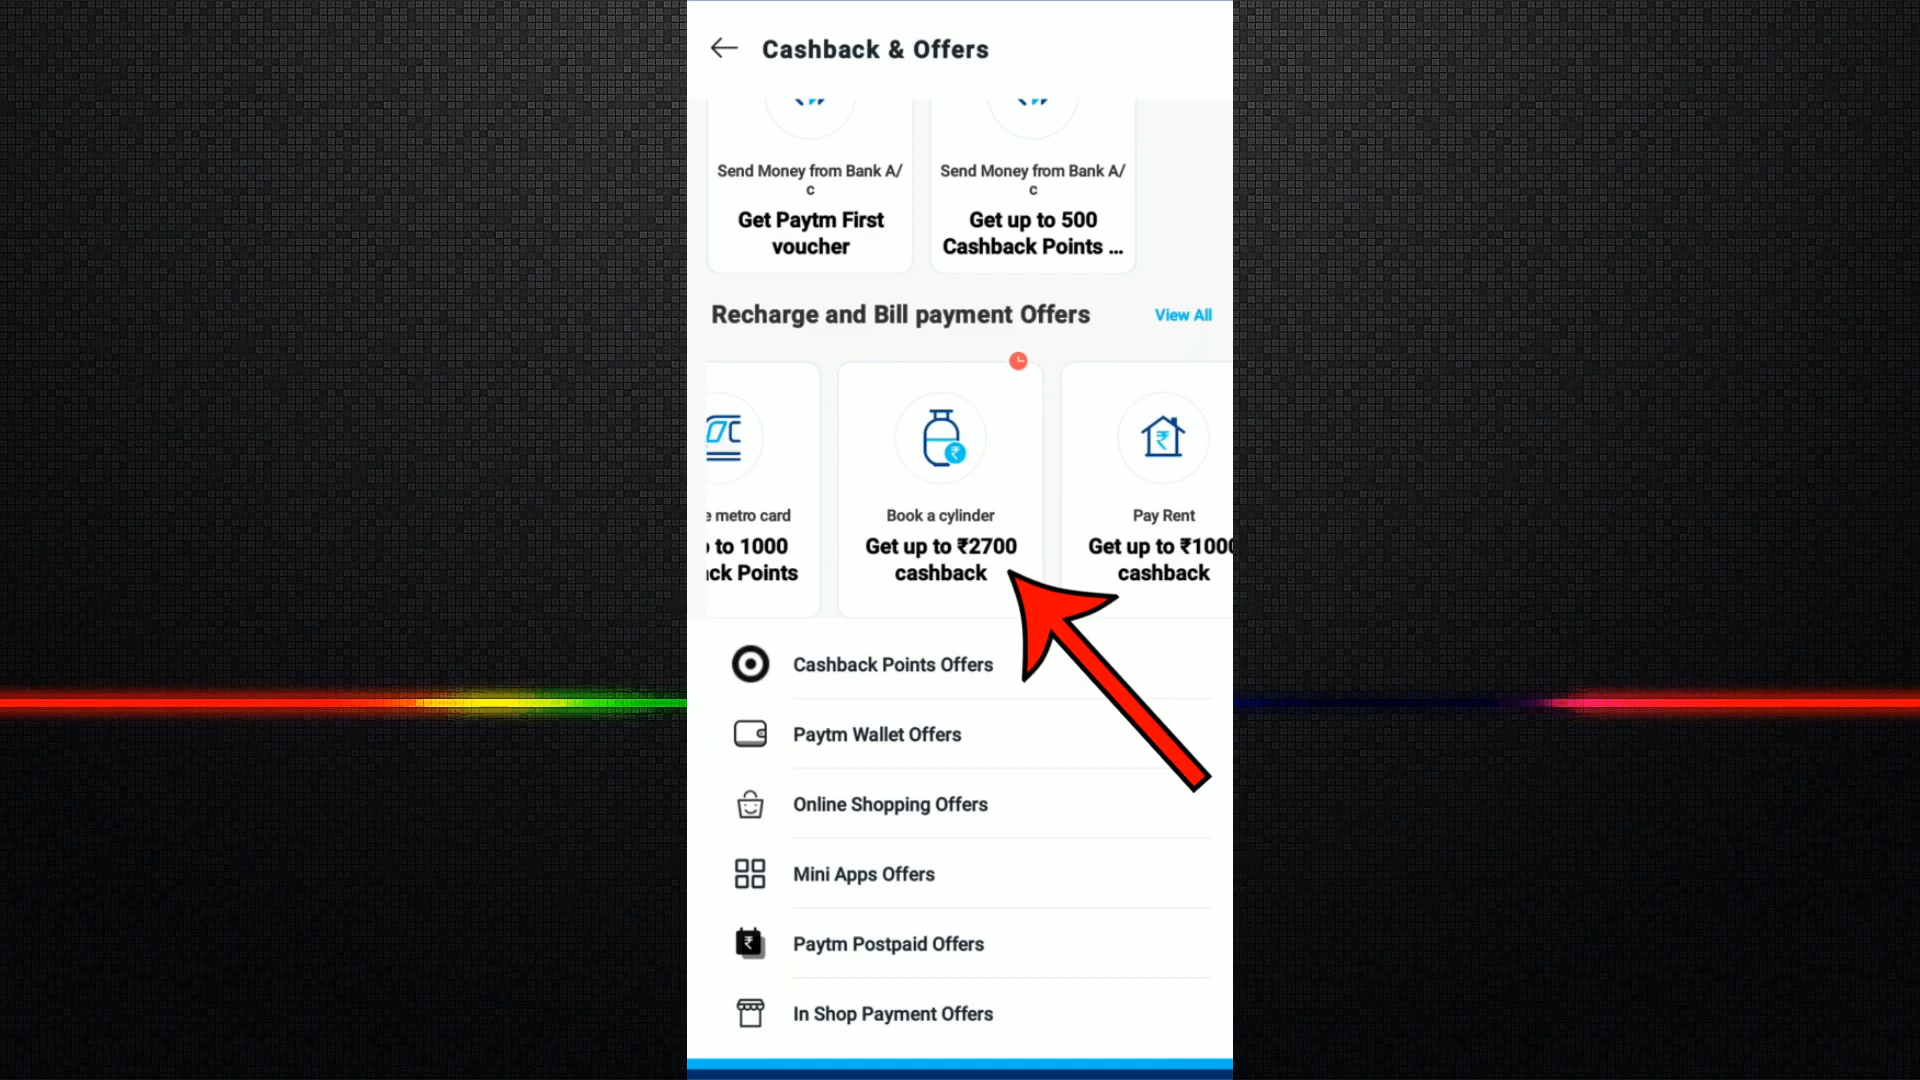 Cashback & Offers
Send Money from Bank A/
c
Get Paytm First
voucher
Send Money from Bank A/
c
Get up to 500
Cashback Points ...
Recharge and Bill payment Offers
View All
metro card
to 1000
Points
Book a cylinder
Get up to ₹2700
cashback
Pay Rent
Get up to ₹1000
cashback
Cashback Points Offers
Paytm Wallet Offers
Online Shopping Offers
Mini Apps Offers
Paytm Postpaid Offers
In Shop Payment Offers